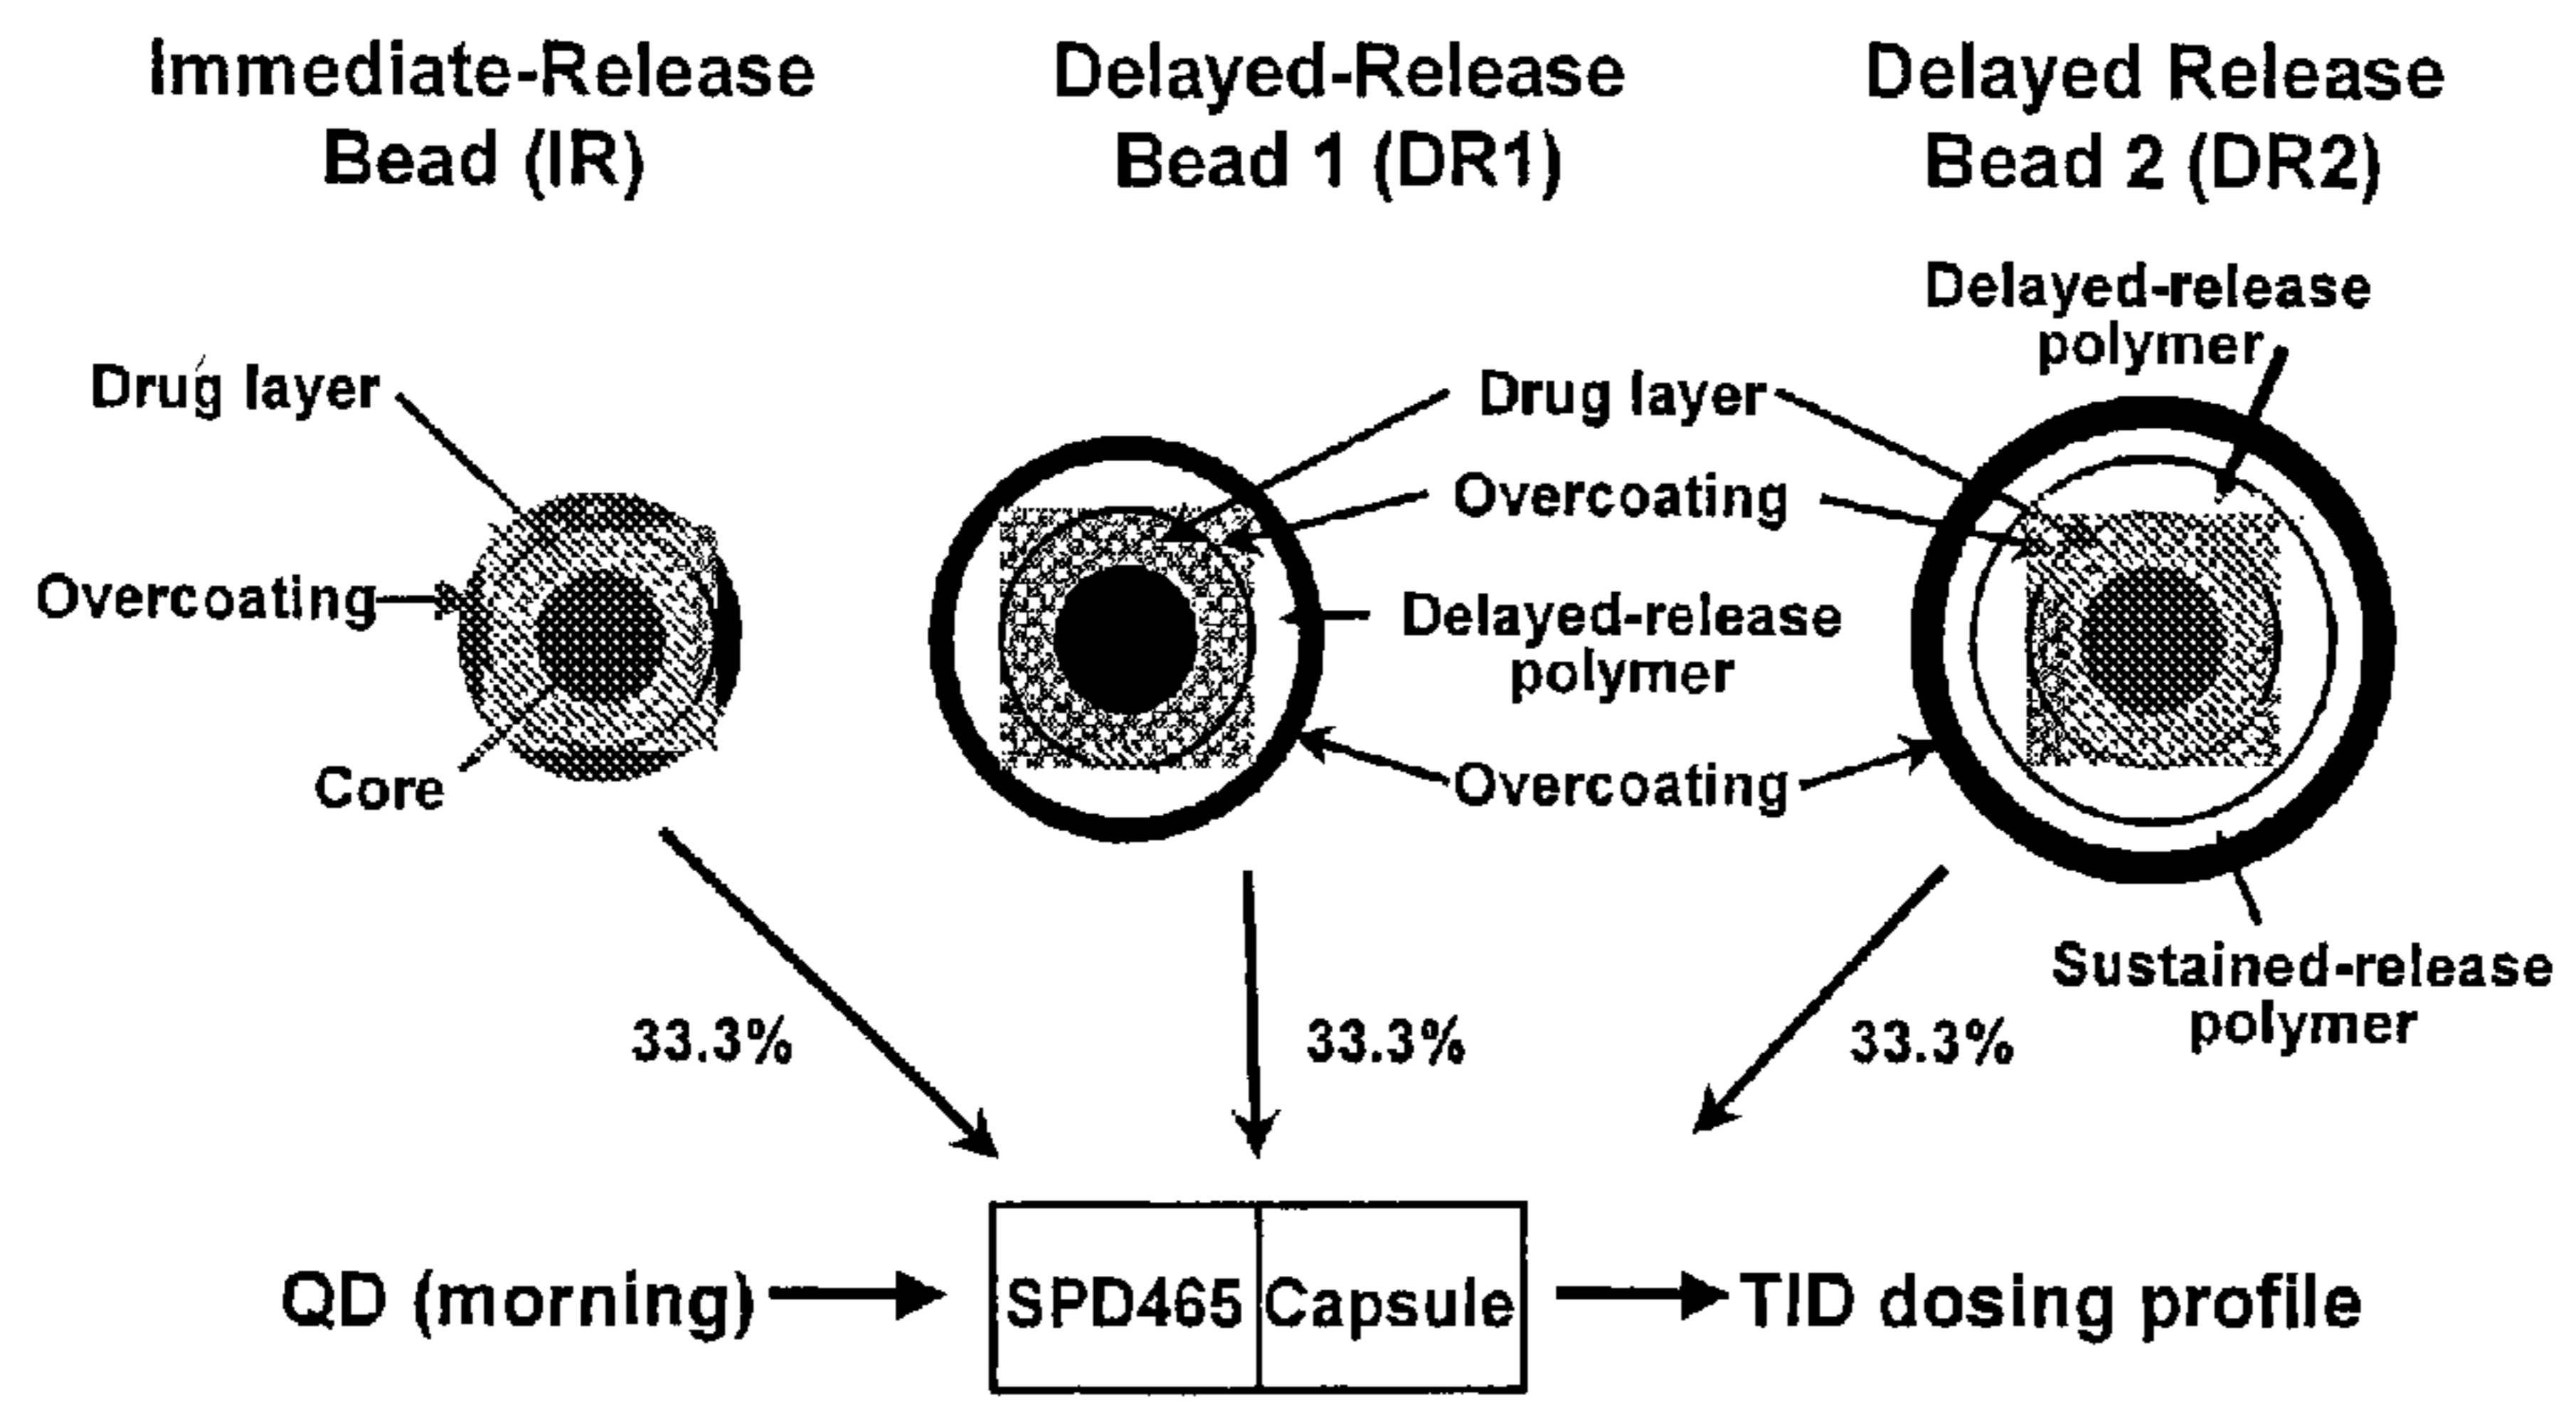 Immediate-Release
Bead (IR)
Delayed-Release
Bead 1 (DR1)
Delayed Release
Bead 2 (DR2)
Delayed-release
polymer
Drug layer
Drug layer
Overcoating
Overcoating
Delayed-release
polymer
Core
Overcoating
Sustained-release
polymer
33.3%
33.3%
33.3%
QD (morning)
SPD465 Capsule
TID dosing profile